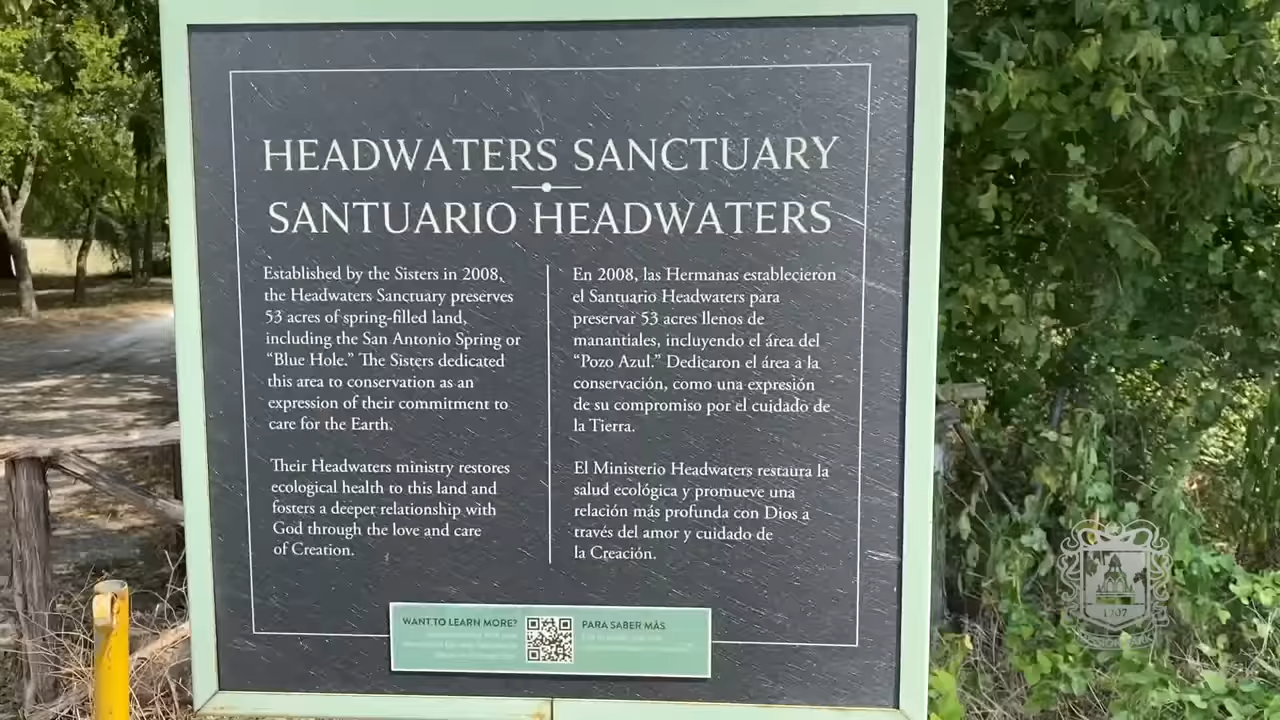 HEADWATERS SANCTUARY
SANTUARIO HEADWATERS
Established by the Sisters in 2008,
the Headwaters Sanctuary preserves
53 acres of spring-filled land,
including the San Antonio Spring or
“Blue Hole.” The Sisters dedicated
this area to conservation as an
expression of their commitment to
care for the Earth.
Their Headwaters ministry restores
ecological health to this land and
fosters a deeper relationship with
God through the love and care
of Creation.
En 2008, las Hermanas establecieron
el Santuario Headwaters para
preservar 53 acres llenos de
manantiales, incluyendo el área del
“Pozo Azul.” Dedicaron el área a la
conservación, como una expresión
de su compromiso por el cuidado de
la Tierra.
El Ministerio Headwaters restaura la
salud ecológica y promueve una
relación más profunda con Dios a
través del amor y cuidado de
la Creación.
WANT TO LEARN MORE?
PARA SABER MÁS
1707